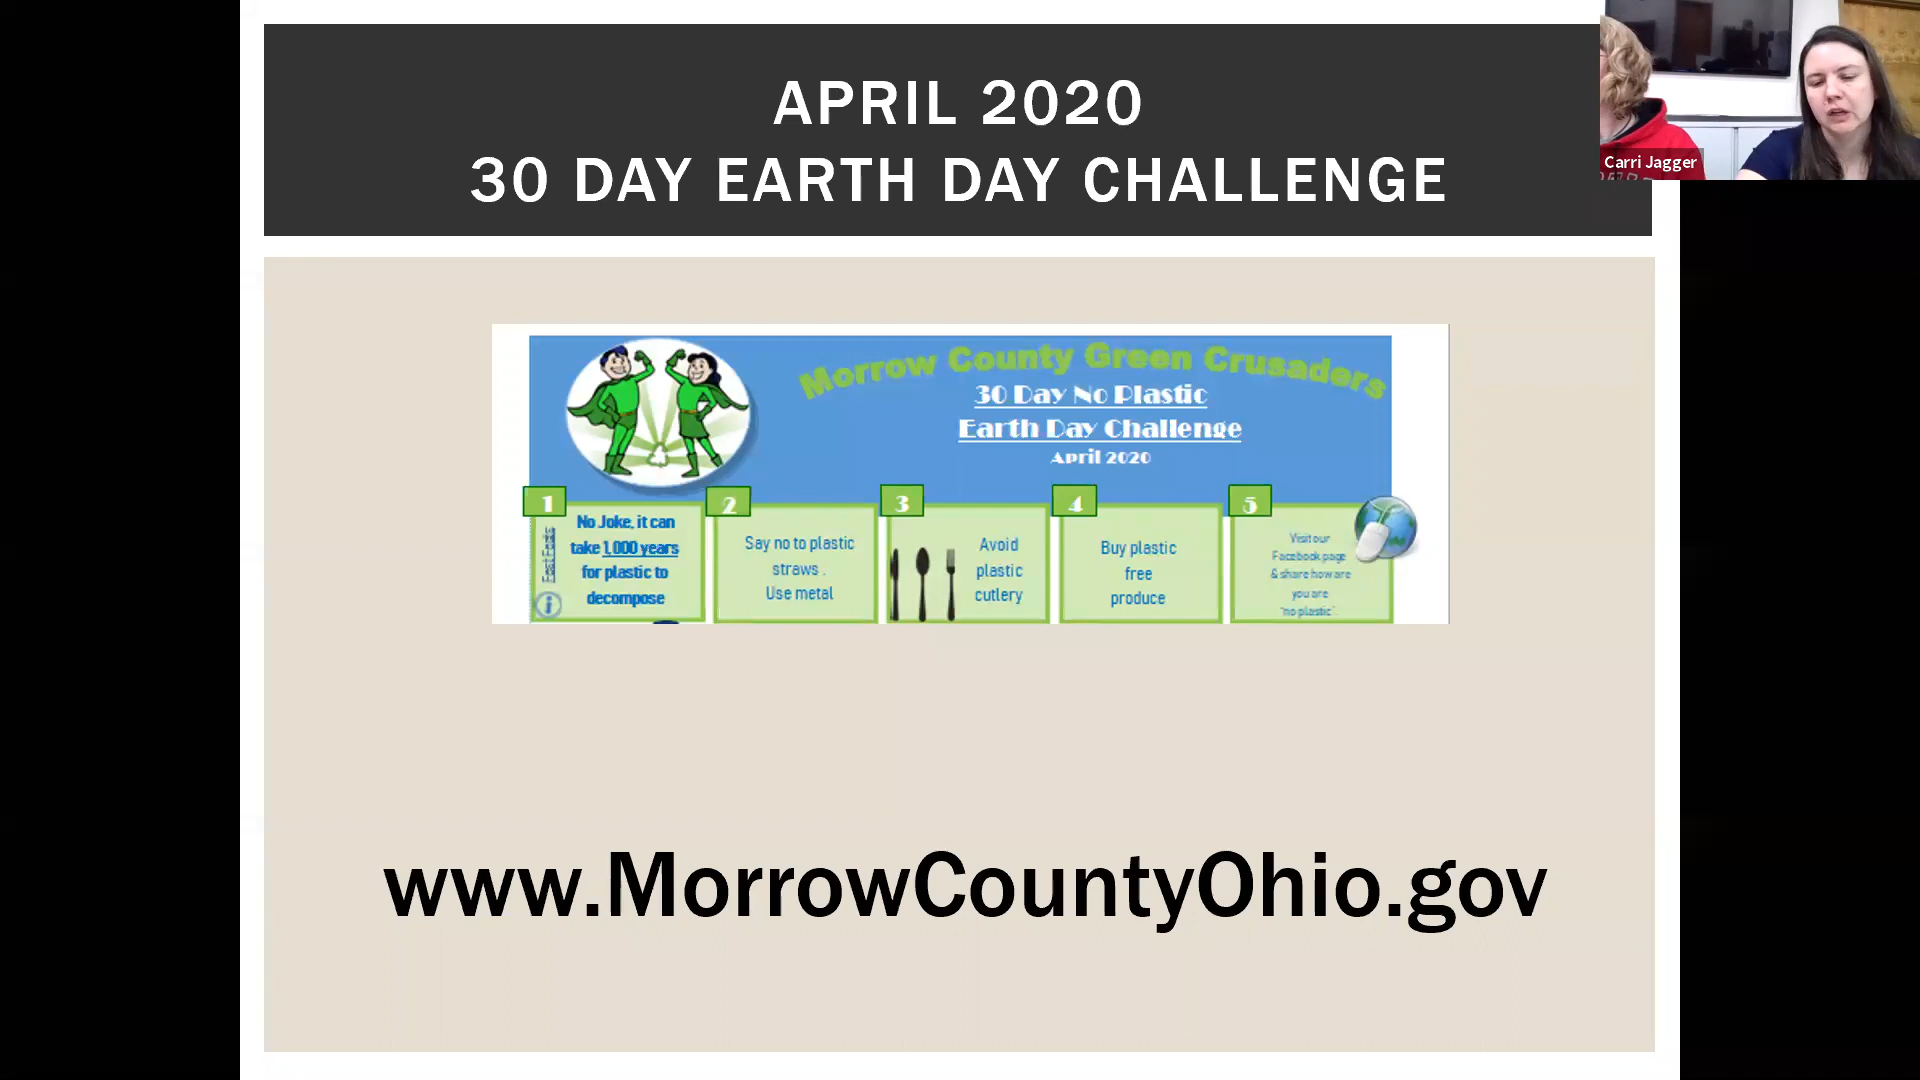 APRIL 2020
30 DAY EARTH DAY CHALLENGE
Carri Jagger
Morrow County Green Crusaders
30 Day No Plastic
Earth Day Challenge
April 2020
1
Fast Facts
No Joke, it can
take 1,000 years
for plastic to
decompose
2
Say no to plastic
straws .
Use metal
3
Avoid
plastic
cutlery
4
Buy plastic
free
produce
5
Visit our
Facebook page
& share how are
you are
"no plastic".
www.MorrowCountyOhio.gov